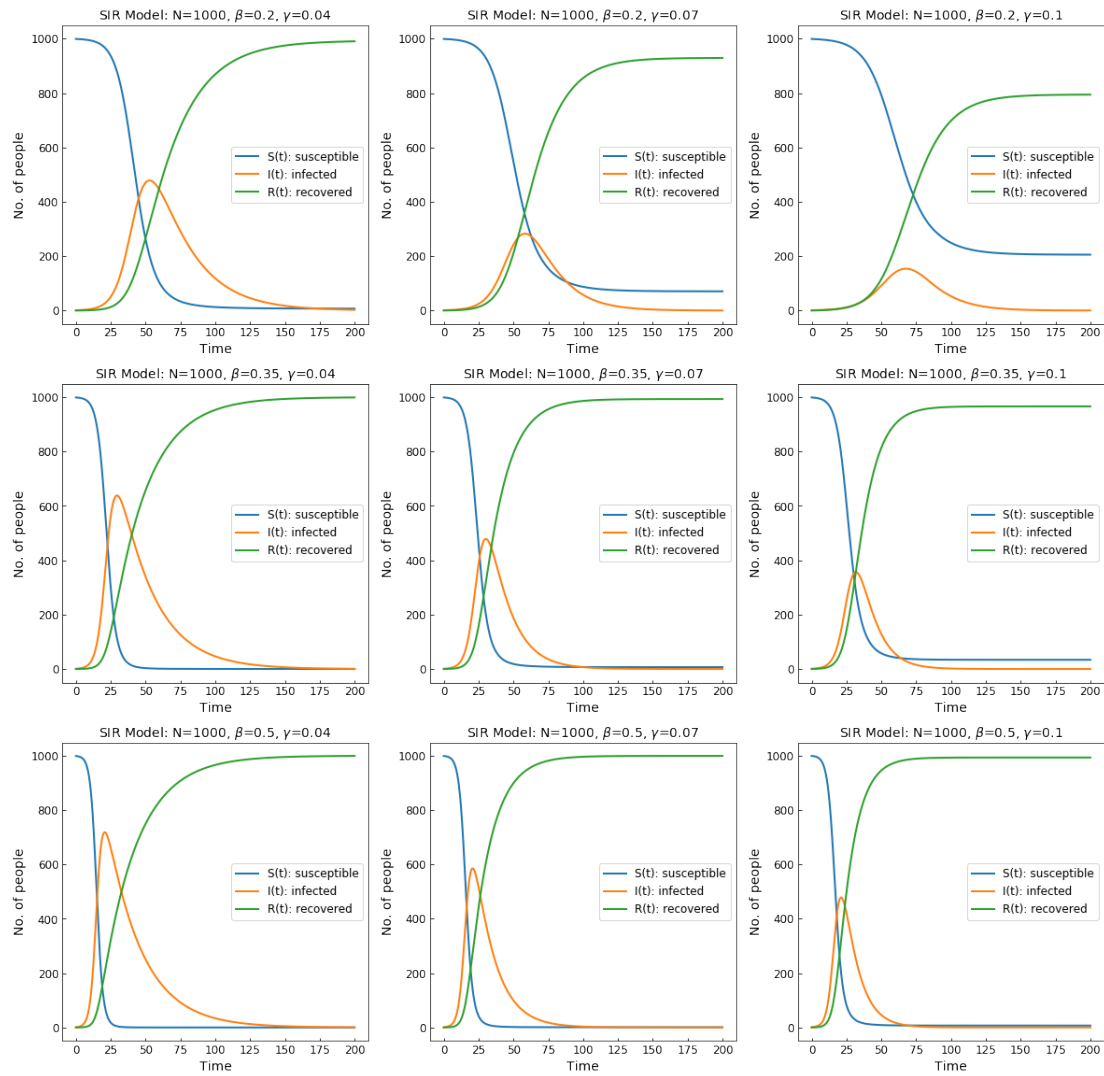 SIR Model: N=1000, β=0.2, γ=0.04
No. of people
1000
800
600
400
200
0
S(t): susceptible
I(t): infected
R(t): recovered
0 25 50 75 100 125 150 175 200
Time
SIR Model: N=1000, β=0.2, γ=0.07
No. of people
1000
800
600
400
200
0
S(t): susceptible
I(t): infected
R(t): recovered
0 25 50 75 100 125 150 175 200
Time
SIR Model: N=1000, β=0.2, γ=0.1
No. of people
1000
800
600
400
200
0
S(t): susceptible
I(t): infected
R(t): recovered
0 25 50 75 100 125 150 175 200
Time
SIR Model: N=1000, β=0.35, γ=0.04
No. of people
1000
800
600
400
200
0
S(t): susceptible
I(t): infected
R(t): recovered
0 25 50 75 100 125 150 175 200
Time
SIR Model: N=1000, β=0.35, γ=0.07
No. of people
1000
800
600
400
200
0
S(t): susceptible
I(t): infected
R(t): recovered
0 25 50 75 100 125 150 175 200
Time
SIR Model: N=1000, β=0.35, γ=0.1
No. of people
1000
800
600
400
200
0
S(t): susceptible
I(t): infected
R(t): recovered
0 25 50 75 100 125 150 175 200
Time
SIR Model: N=1000, β=0.5, γ=0.04
No. of people
1000
800
600
400
200
0
S(t): susceptible
I(t): infected
R(t): recovered
0 25 50 75 100 125 150 175 200
Time
SIR Model: N=1000, β=0.5, γ=0.07
No. of people
1000
800
600
400
200
0
S(t): susceptible
I(t): infected
R(t): recovered
0 25 50 75 100 125 150 175 200
Time
SIR Model: N=1000, β=0.5, γ=0.1
No. of people
1000
800
600
400
200
0
S(t): susceptible
I(t): infected
R(t): recovered
0 25 50 75 100 125 150 175 200
Time